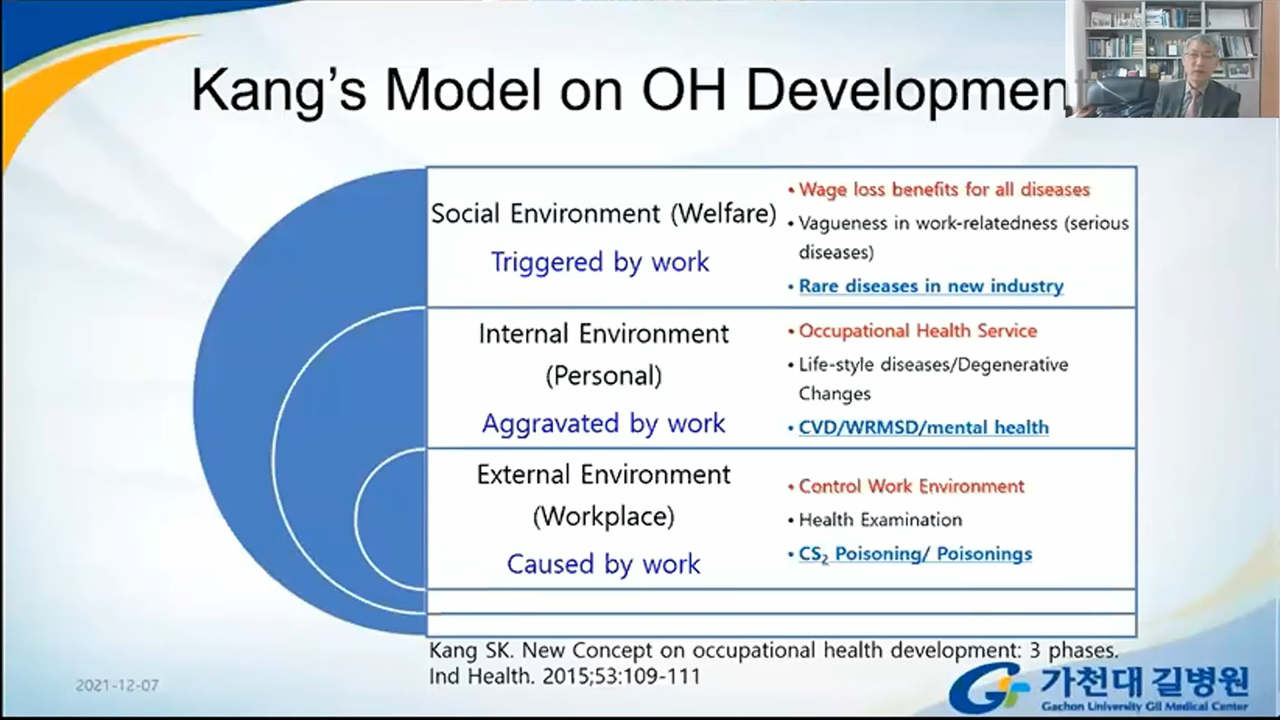 Kang's Model on OH Development
Social Environment (Welfare)
Triggered by work
• Wage loss benefits for all diseases
• Vagueness in work-relatedness (serious
diseases)
• Rare diseases in new industry
Internal Environment
(Personal)
Aggravated by work
• Occupational Health Service
• Life-style diseases/Degenerative
Changes
• CVD/WRMSD/mental health
External Environment
(Workplace)
Caused by work
• Control Work Environment
• Health Examination
• CS₂ Poisoning/ Poisonings
Kang SK. New Concept on occupational health development: 3 phases.
Ind Health. 2015;53:109-111
2021-12-07
가천대 길병원
Gachon University Gil Medical Center